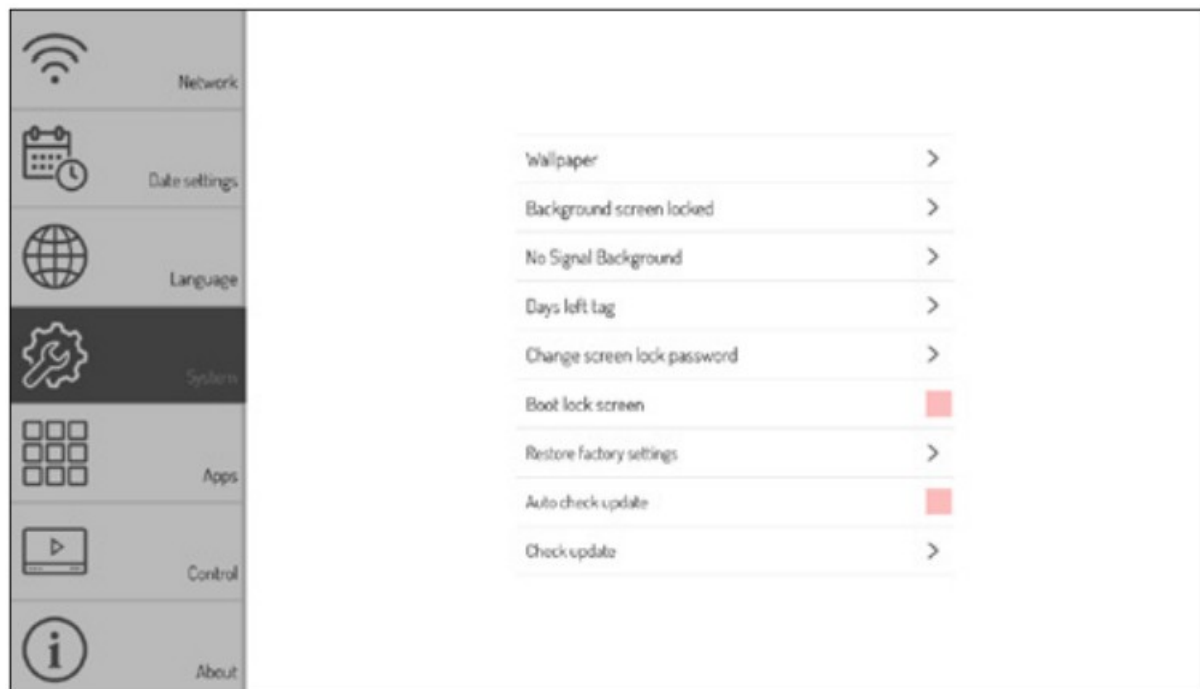 Network
Date settings
Language
System
Apps
Control
About
Wallpaper
Background screen locked
No Signal Background
Days left tag
Change screen lock password
Boot lock screen
Restore factory settings
Auto check update
Check update